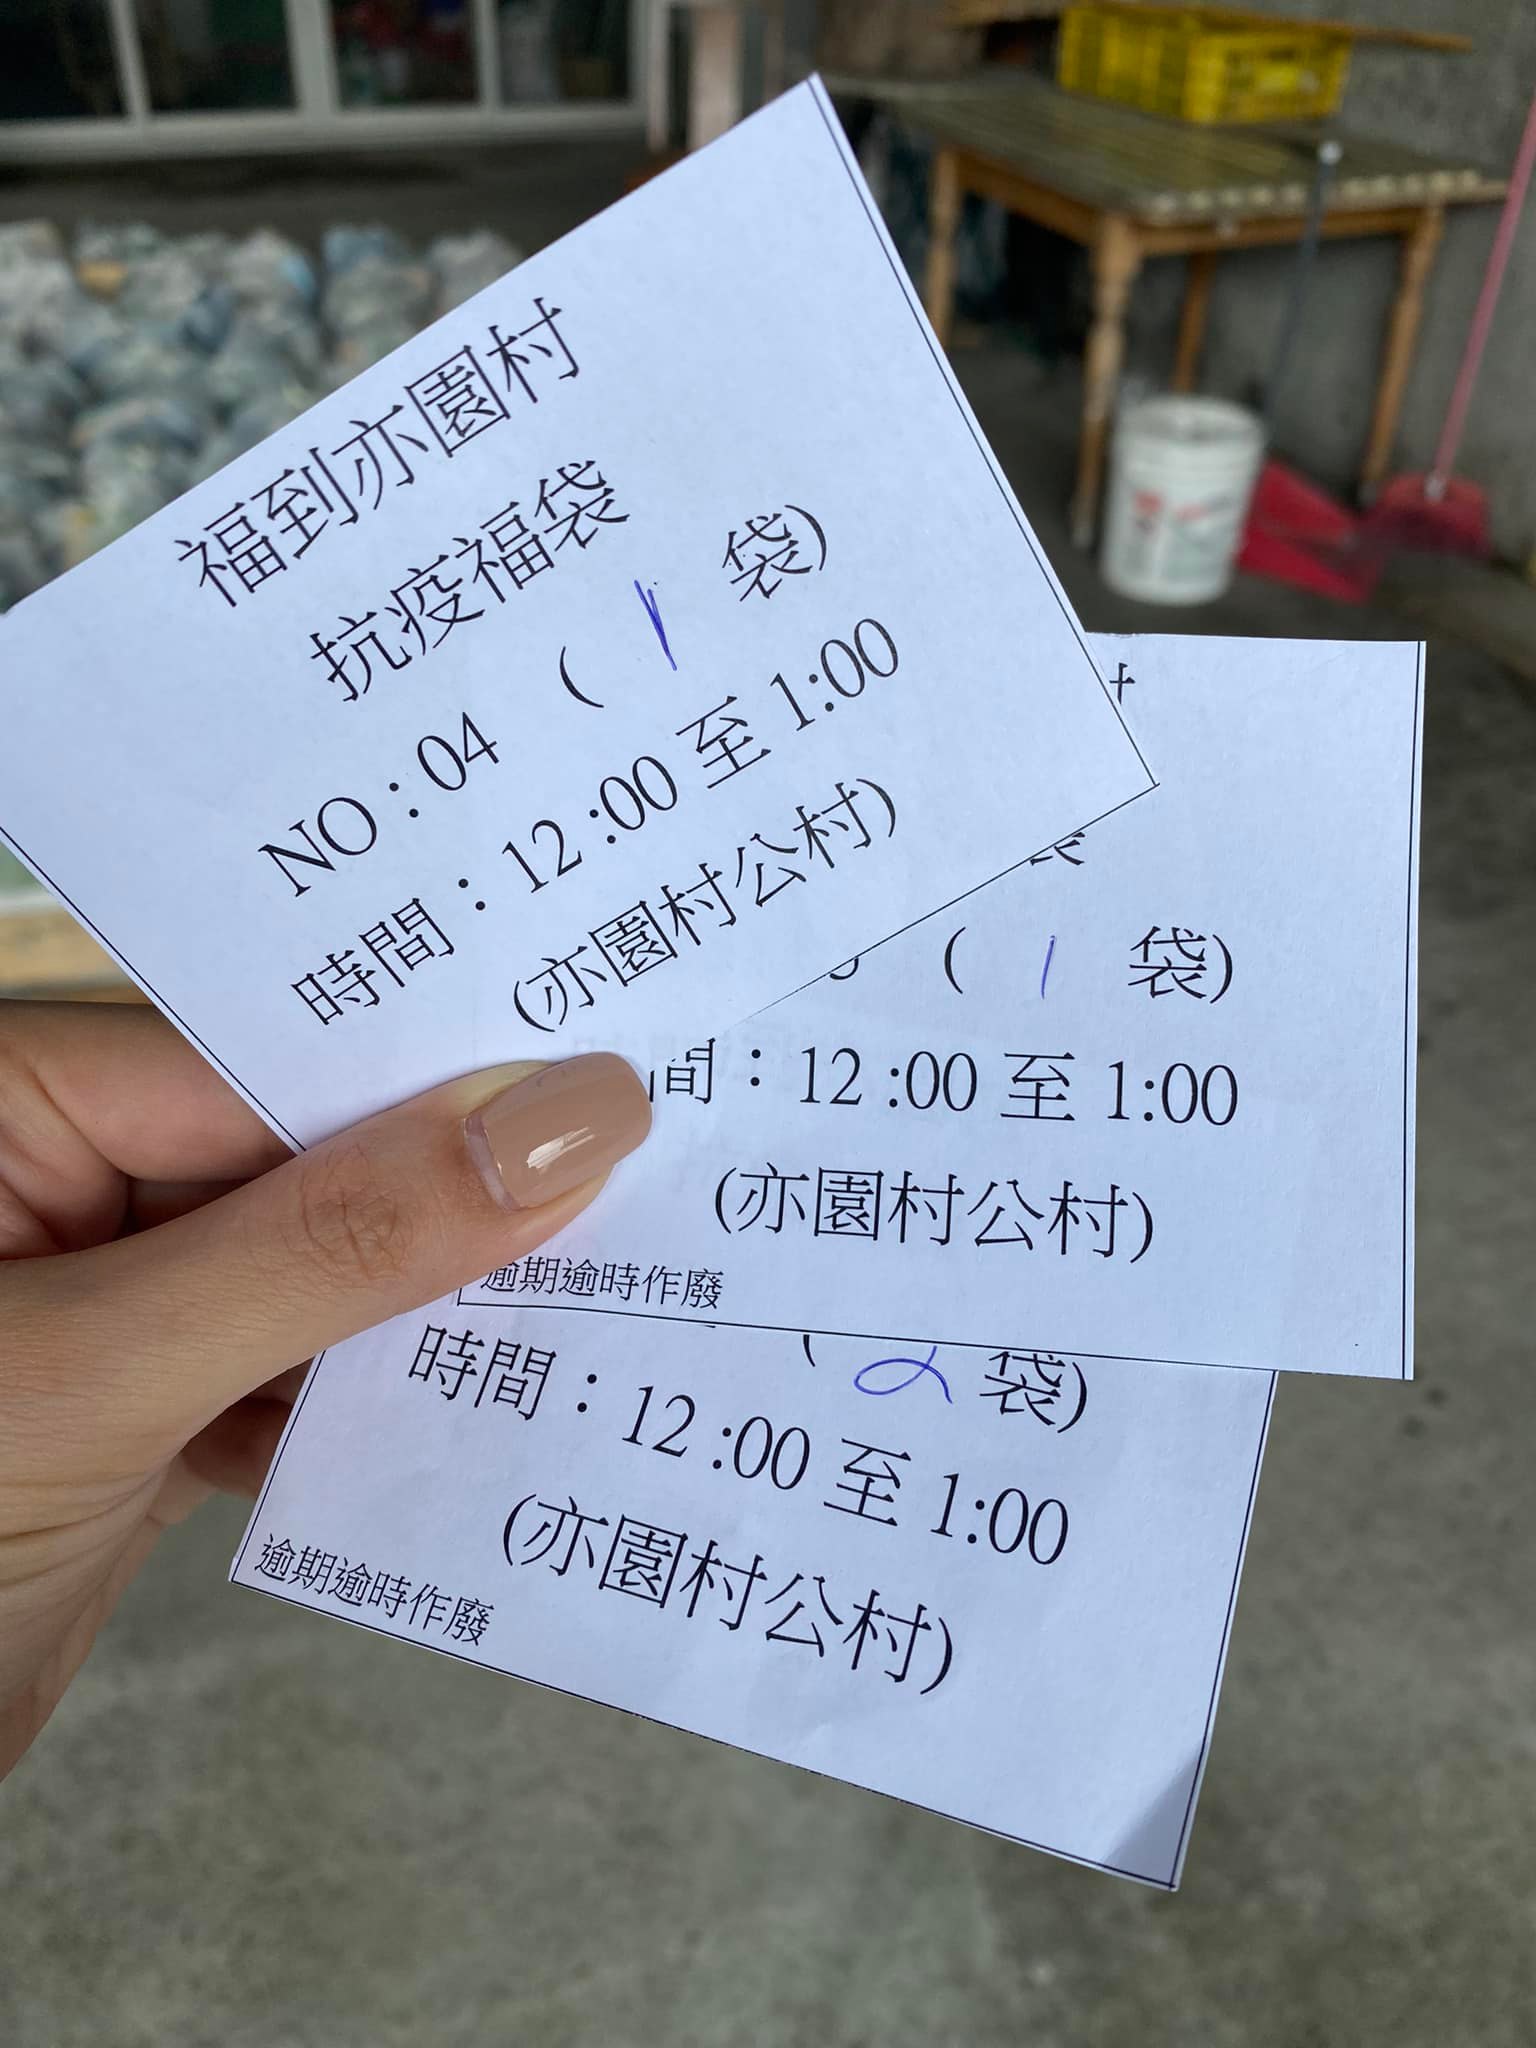 福到亦園村
抗疫福袋
NO：04 ( 1 袋)
時間：12:00 至 1:00
(亦園村公村)
( 1 袋)
間：12:00 至 1:00
(亦園村公村)
逾期逾時作廢
(2 袋)
時間：12:00 至 1:00
(亦園村公村)
逾期逾時作廢